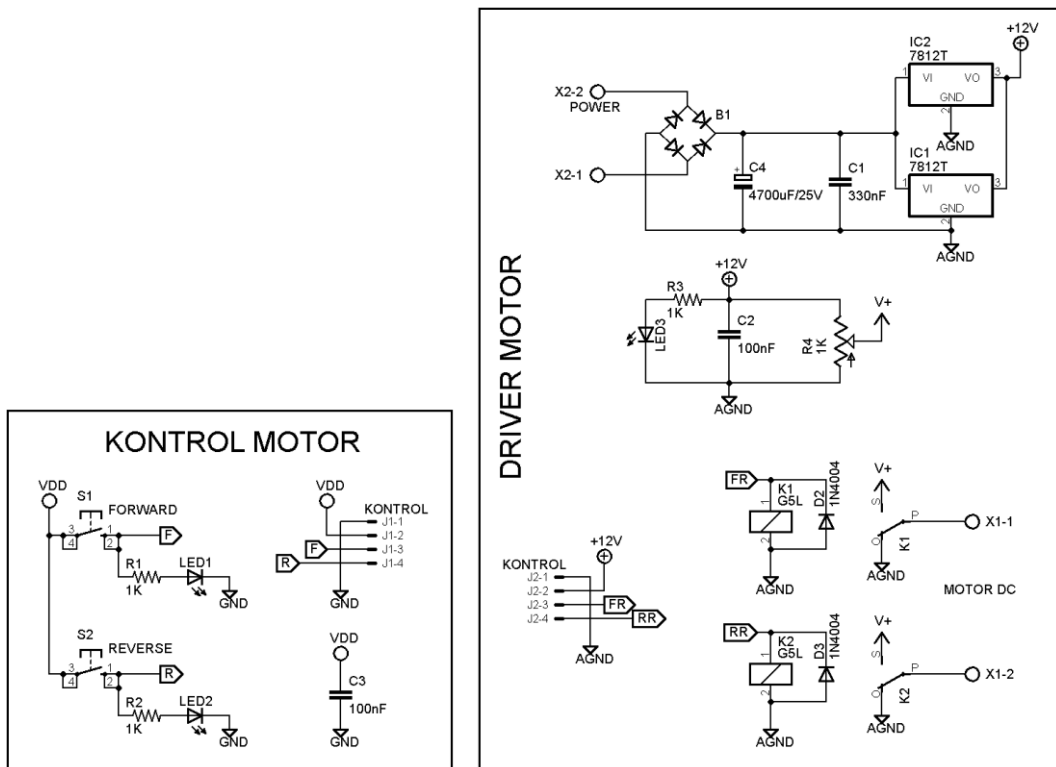 KONTROL MOTOR
VDD
S1
FORWARD
3
4
1
2
F
R1
1K
LED1
GND
S2
REVERSE
3
4
1
2
R
R2
1K
LED2
GND
VDD
KONTROL
J1-1
J1-2
F
J1-3
R
J1-4
GND
VDD
C3
100nF
GND
DRIVER MOTOR
X2-2
POWER
X2-1
B1
+
C4
4700uF/25V
C1
330nF
+12V
IC2
7812T
1
VI
VO
3
GND
2
AGND
IC1
7812T
1
VI
VO
3
GND
2
AGND
+12V
R3
1K
LED3
C2
100nF
R4
1K
V+
AGND
KONTROL
+12V
J2-1
J2-2
J2-3
FR
J2-4
RR
AGND
FR
K1
G5L
1
2
D2
1N4004
AGND
V+
S
P
O
K1
AGND
X1-1
MOTOR DC
RR
K2
G5L
1
2
D3
1N4004
AGND
V+
S
P
O
K2
AGND
X1-2